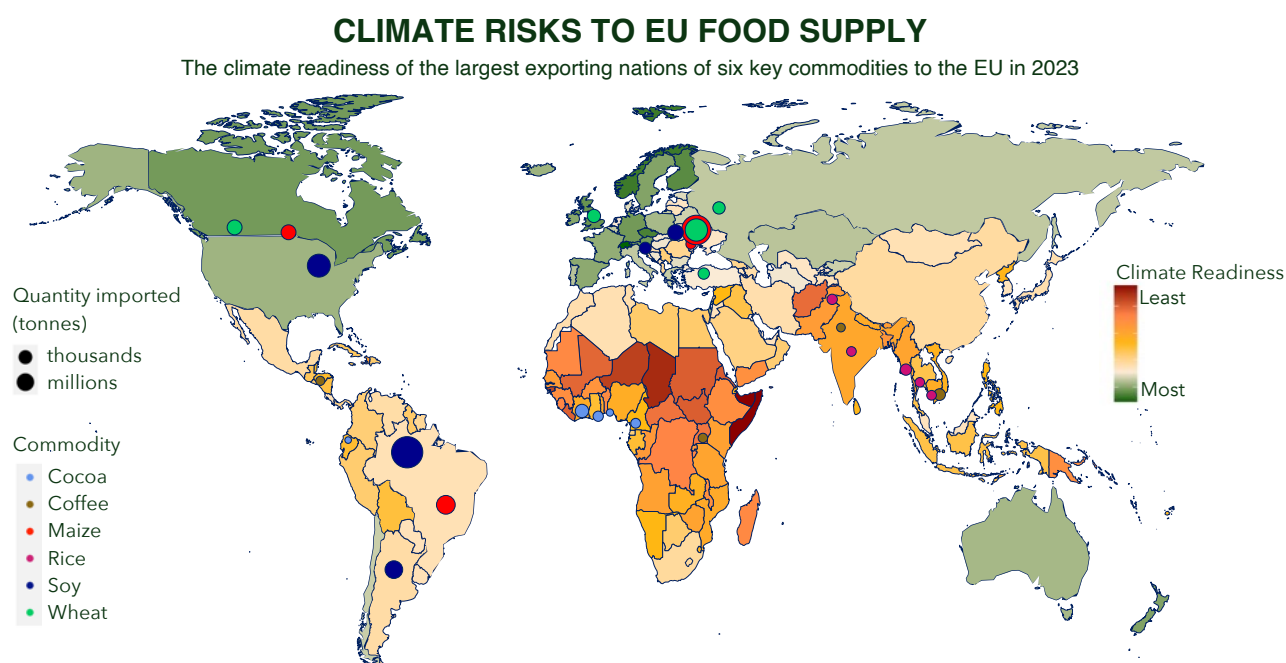 CLIMATE RISKS TO EU FOOD SUPPLY
The climate readiness of the largest exporting nations of six key commodities to the EU in 2023
Quantity imported
(tonnes)
thousands
millions
Commodity
Cocoa
Coffee
Maize
Rice
Soy
Wheat
Climate Readiness
Least
Most